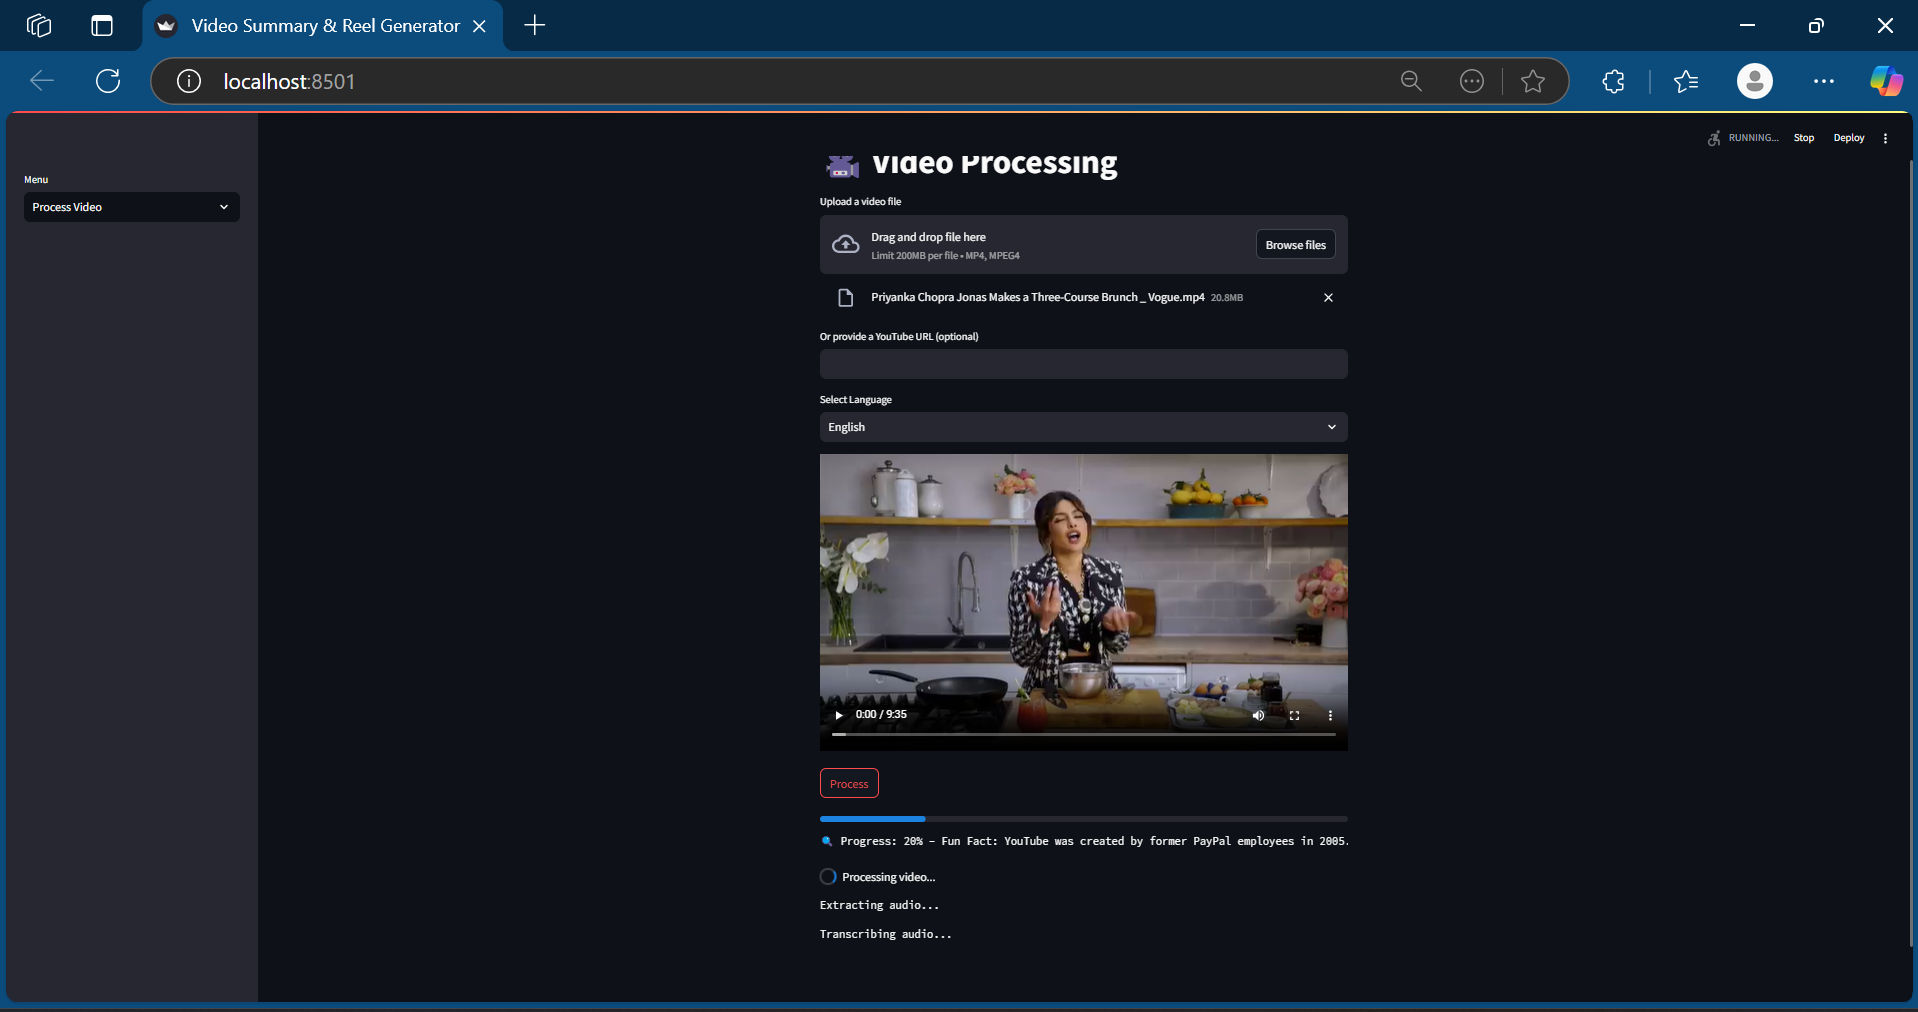 Video Summary & Reel Generator
localhost:8501
RUNNING... Stop Deploy
Menu
Process Video
Video Processing
Upload a video file
Drag and drop file here
Limit 200MB per file • MP4, MPEG4
Browse files
Priyanka Chopra Jonas Makes a Three-Course Brunch _ Vogue.mp4 20.8MB
Or provide a YouTube URL (optional)
Select Language
English
0:00 / 9:35
Process
Progress: 20% – Fun Fact: YouTube was created by former PayPal employees in 2005.
Processing video...
Extracting audio...
Transcribing audio...